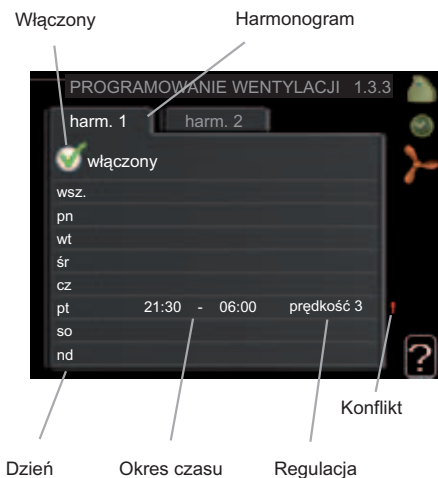 Włączony Harmonogram
PROGRAMOWANIE WENTYLACJI 1.3.3
harm. 1 harm. 2
włączony
wsz.
pn
wt
śr
cz
pt 21:30 - 06:00 prędkość 3 !
so
nd
?
Konflikt
Dzień Okres czasu Regulacja